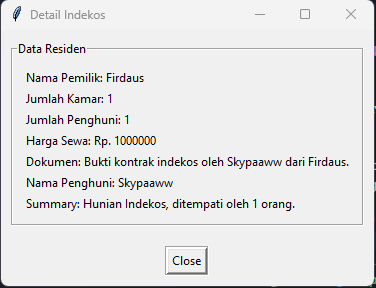 Detail Indekos
Data Residen
Nama Pemilik: Firdaus
Jumlah Kamar: 1
Jumlah Penghuni: 1
Harga Sewa: Rp. 1000000
Dokumen: Bukti kontrak indekos oleh Skypaaww dari Firdaus.
Nama Penghuni: Skypaaww
Summary: Hunian Indekos, ditempati oleh 1 orang.
Close